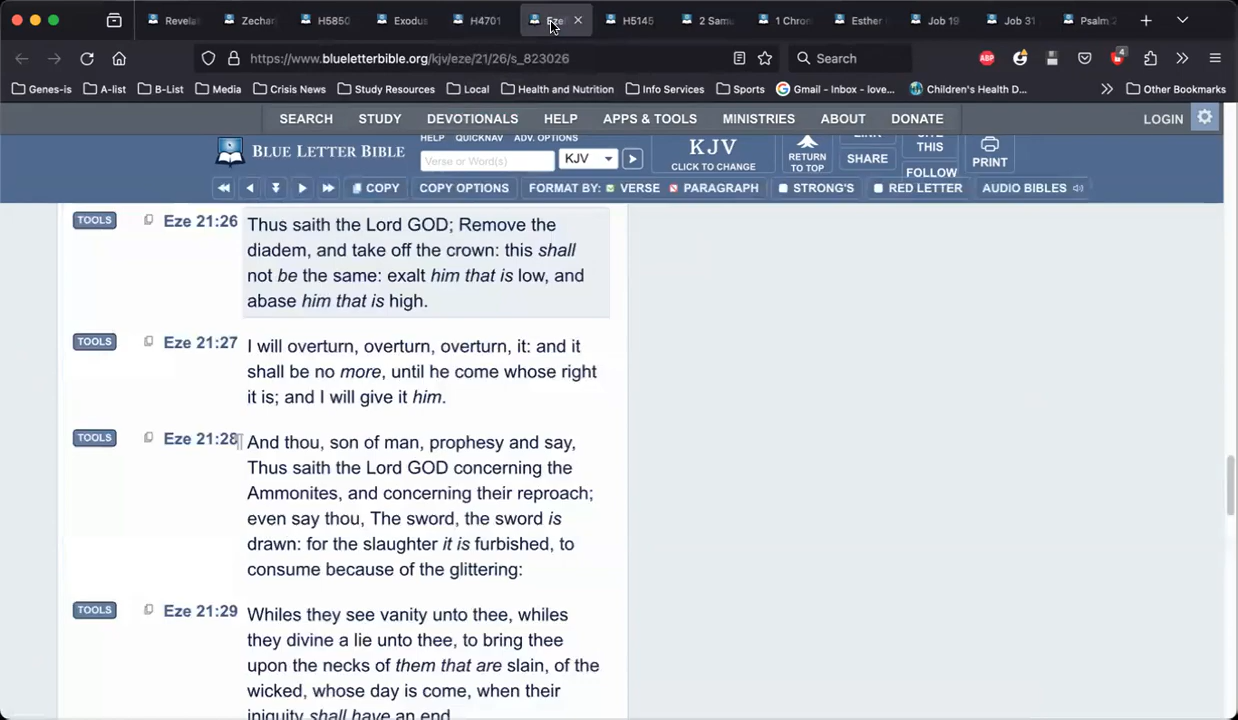 Revela
Zechar
H5850
Exodus
H4701
Eze
H5145
2 Samu
1 Chron
Esther
Job 19
Job 31
Psalm 2
https://www.blueletterbible.org/kjv/eze/21/26/s_823026
Search
ABP
4
Genes-is
A-list
B-List
Media
Crisis News
Study Resources
Local
Health and Nutrition
Info Services
Sports
Gmail - Inbox - love...
Children's Health D...
Other Bookmarks
SEARCH STUDY DEVOTIONALS HELP APPS & TOOLS MINISTRIES ABOUT DONATE LOGIN
BLUE LETTER BIBLE
HELP QUICKNAV ADV. OPTIONS
Verse or Word(s)
KJV
KJV
CLICK TO CHANGE
RETURN
TO TOP
LINK
SHARE
SITE
THIS
FOLLOW
PRINT
COPY COPY OPTIONS FORMAT BY: VERSE PARAGRAPH STRONG'S RED LETTER AUDIO BIBLES
TOOLS Eze 21:26 Thus saith the Lord GOD; Remove the
diadem, and take off the crown: this shall
not be the same: exalt him that is low, and
abase him that is high.
TOOLS Eze 21:27 I will overturn, overturn, overturn, it: and it
shall be no more, until he come whose right
it is; and I will give it him.
TOOLS Eze 21:28 ¶ And thou, son of man, prophesy and say,
Thus saith the Lord GOD concerning the
Ammonites, and concerning their reproach;
even say thou, The sword, the sword is
drawn: for the slaughter it is furbished, to
consume because of the glittering:
TOOLS Eze 21:29 Whiles they see vanity unto thee, whiles
they divine a lie unto thee, to bring thee
upon the necks of them that are slain, of the
wicked, whose day is come, when their
iniquity shall have an end.